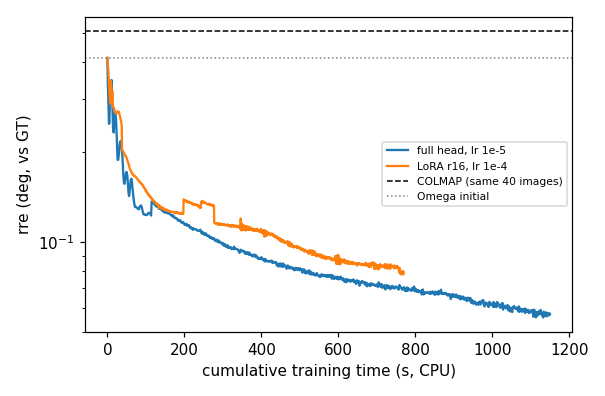 rre (deg, vs GT)
10⁻¹
full head, lr 1e-5
LoRA r16, lr 1e-4
COLMAP (same 40 images)
Omega initial
0 200 400 600 800 1000 1200
cumulative training time (s, CPU)